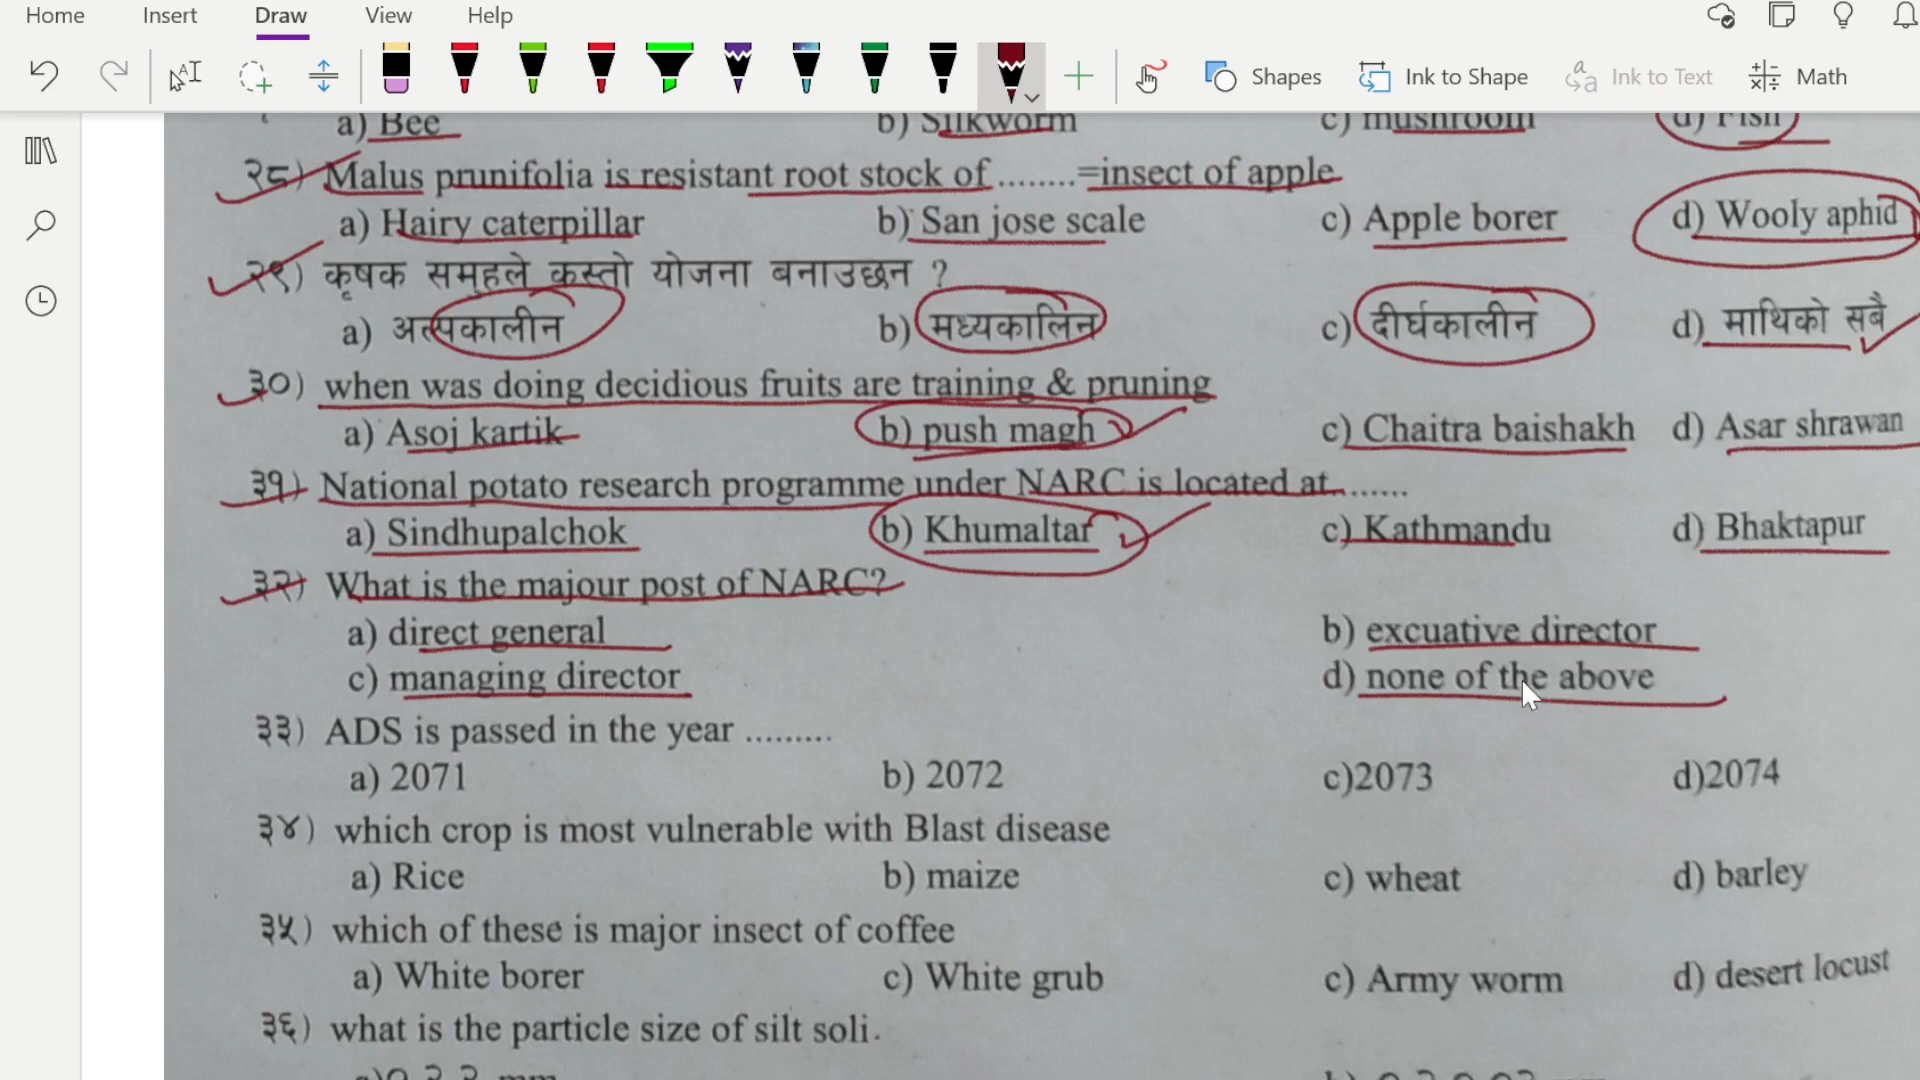 Home Insert Draw View Help
Shapes Ink to Shape Ink to Text Math
a) Bee b) Silkworm c) mushroom d) Fish
२८) Malus prunifolia is resistant root stock of ........=insect of apple
a) Hairy caterpillar b) San jose scale c) Apple borer d) Wooly aphid
२९) कृषक समुहले कस्तो योजना बनाउछन ?
a) अल्पकालीन b) मध्यकालिन c) दीर्घकालीन d) माथिको सबै
३०) when was doing decidious fruits are training & pruning
a) Asoj kartik b) push magh c) Chaitra baishakh d) Asar shrawan
३१) National potato research programme under NARC is located at.......
a) Sindhupalchok b) Khumaltar c) Kathmandu d) Bhaktapur
३२) What is the majour post of NARC?
a) direct general b) excuative director
c) managing director d) none of the above
३३) ADS is passed in the year .........
a) 2071 b) 2072 c)2073 d)2074
३४) which crop is most vulnerable with Blast disease
a) Rice b) maize c) wheat d) barley
३५) which of these is major insect of coffee
a) White borer c) White grub c) Army worm d) desert locust
३६) what is the particle size of silt soli.